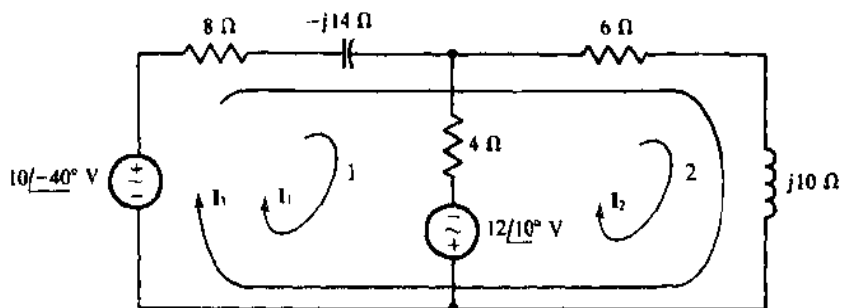 8 Ω
-j14 Ω
6 Ω
4 Ω
10/-40° V
+
~
-
I₃
I₁
1
-
~
+
12/10° V
I₂
2
j10 Ω